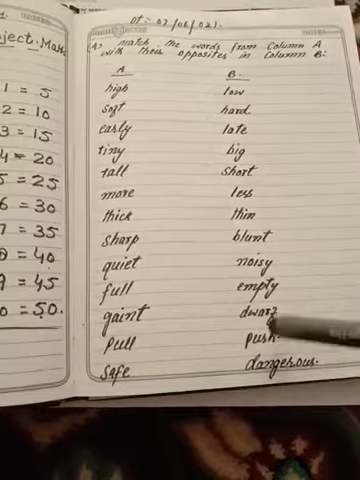 Dt:- 07/06/021.
(A) match the words from Column A
with their opposites in Column B:
A B.
high low
soft hard
early late
tiny big
tall short
more less
thick thin
sharp blunt
quiet noisy
full empty
gaint dwarf
pull push
safe dangerous.
ject. Math
1 = 5
2 = 10
3 = 15
4 = 20
5 = 25
6 = 30
7 = 35
= 40
9 = 45
0 = 50.